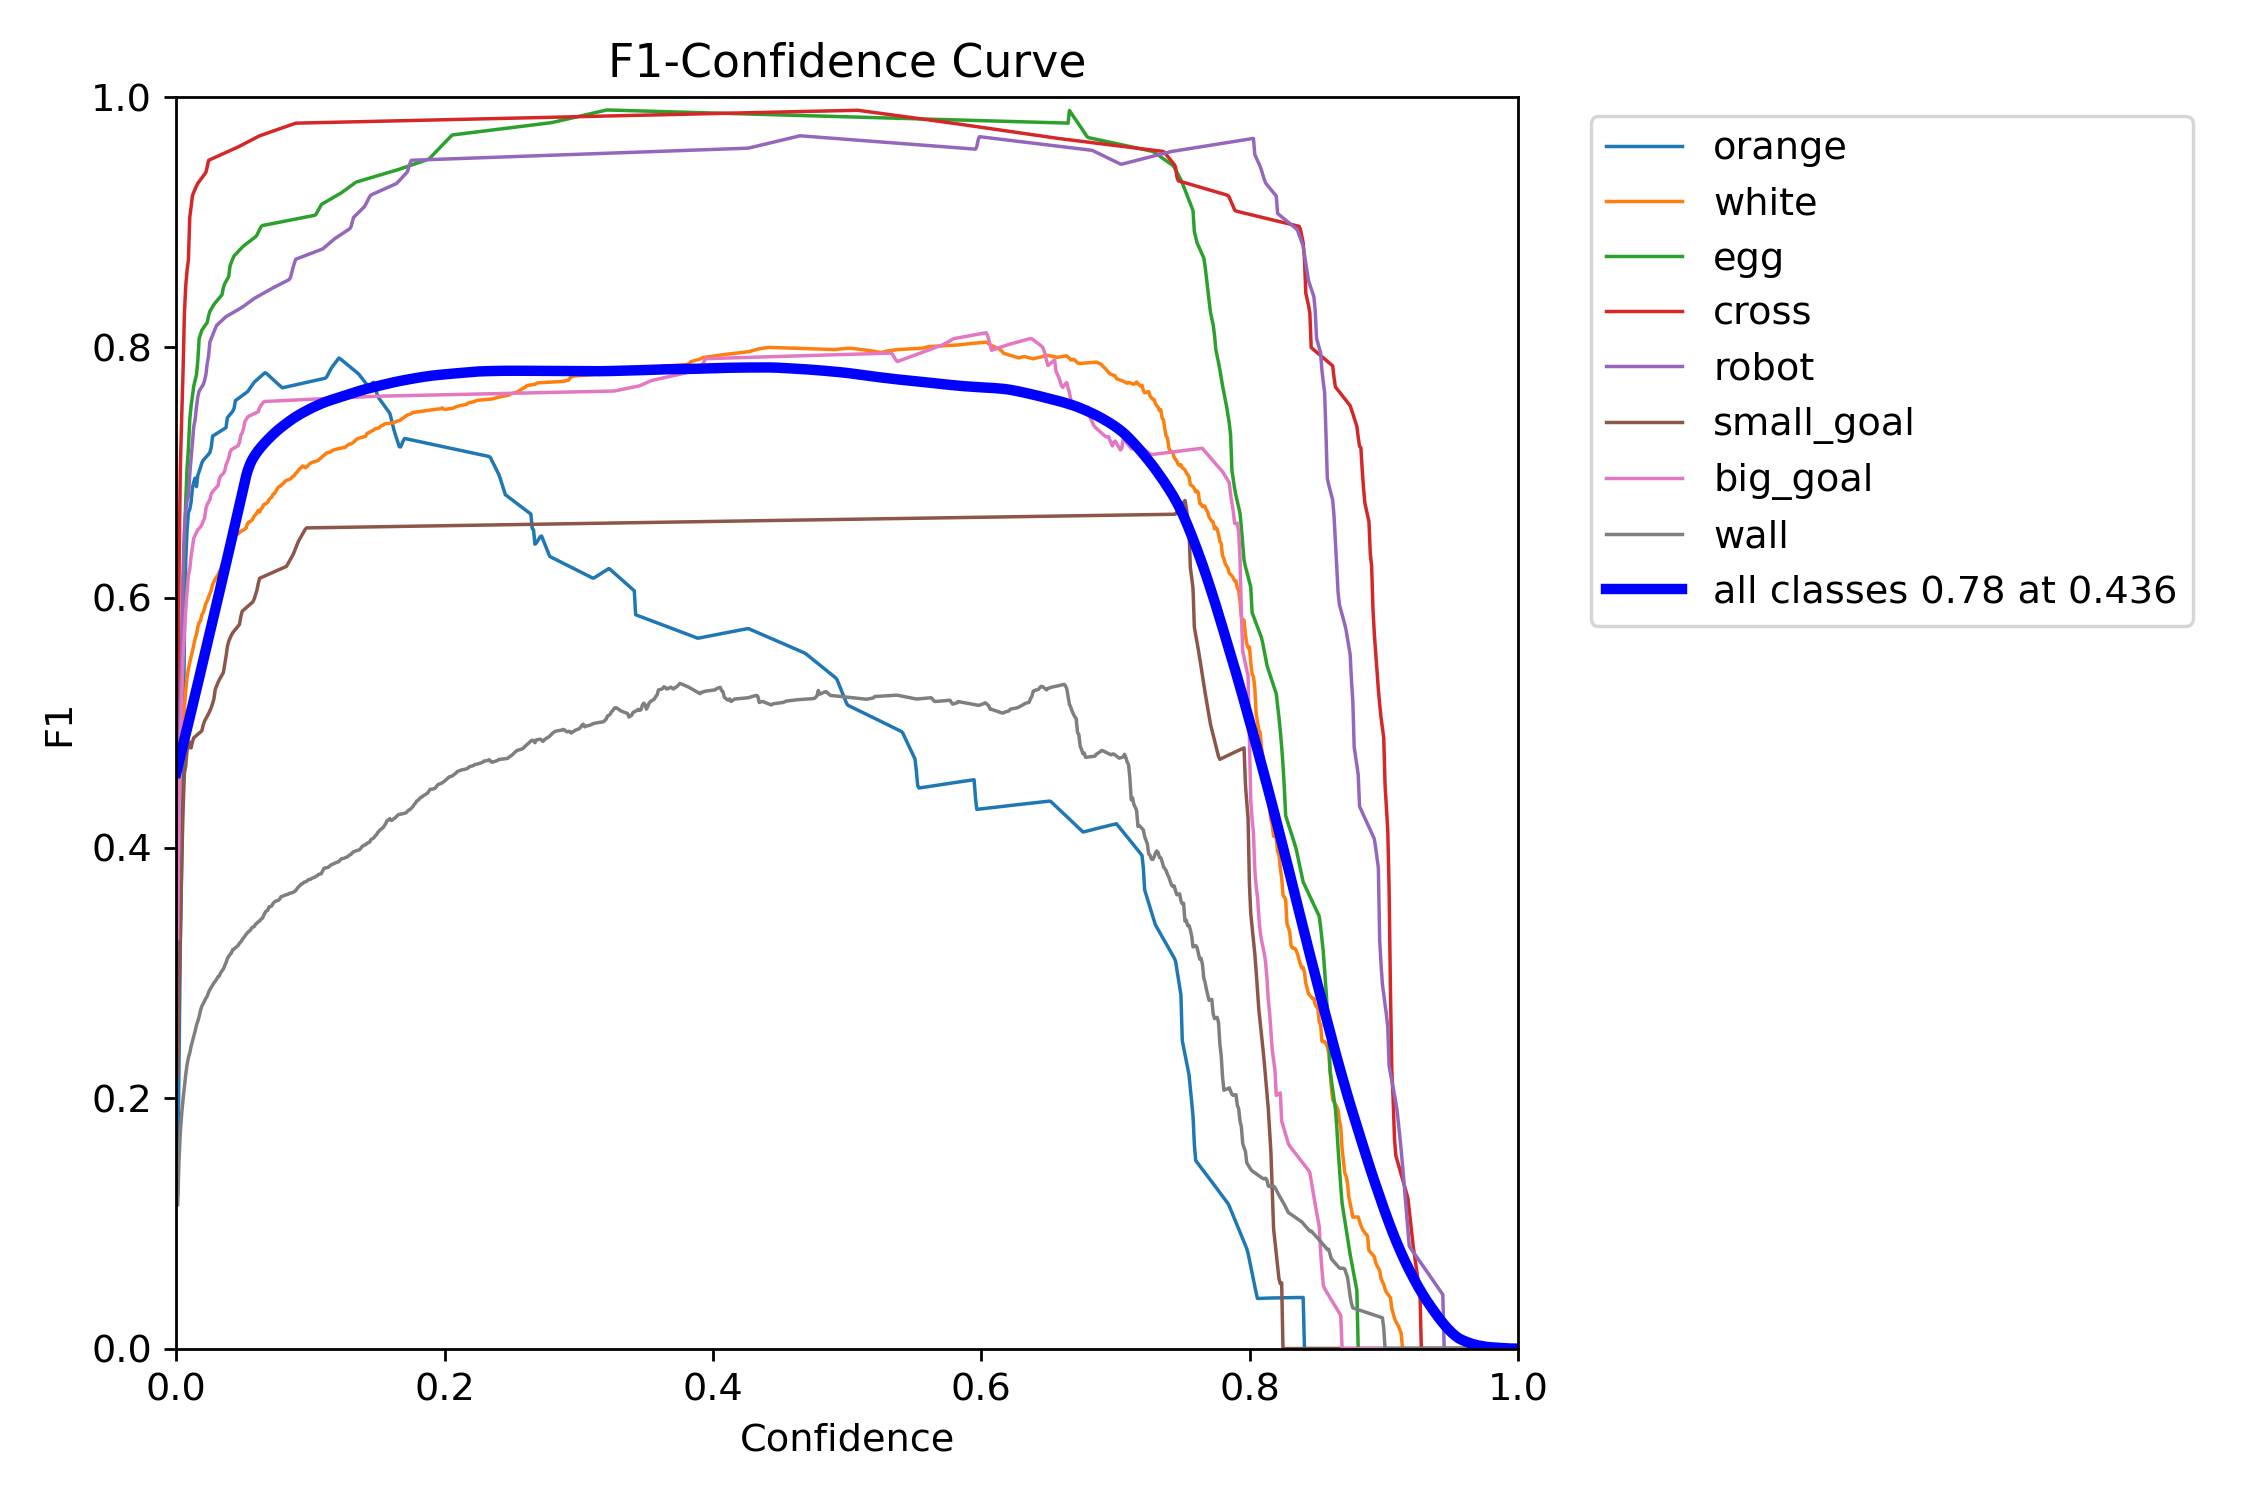 F1-Confidence Curve
1.0
0.8
0.6
0.4
0.2
0.0
F1
0.0 0.2 0.4 0.6 0.8 1.0
Confidence
orange
white
egg
cross
robot
small_goal
big_goal
wall
all classes 0.78 at 0.436